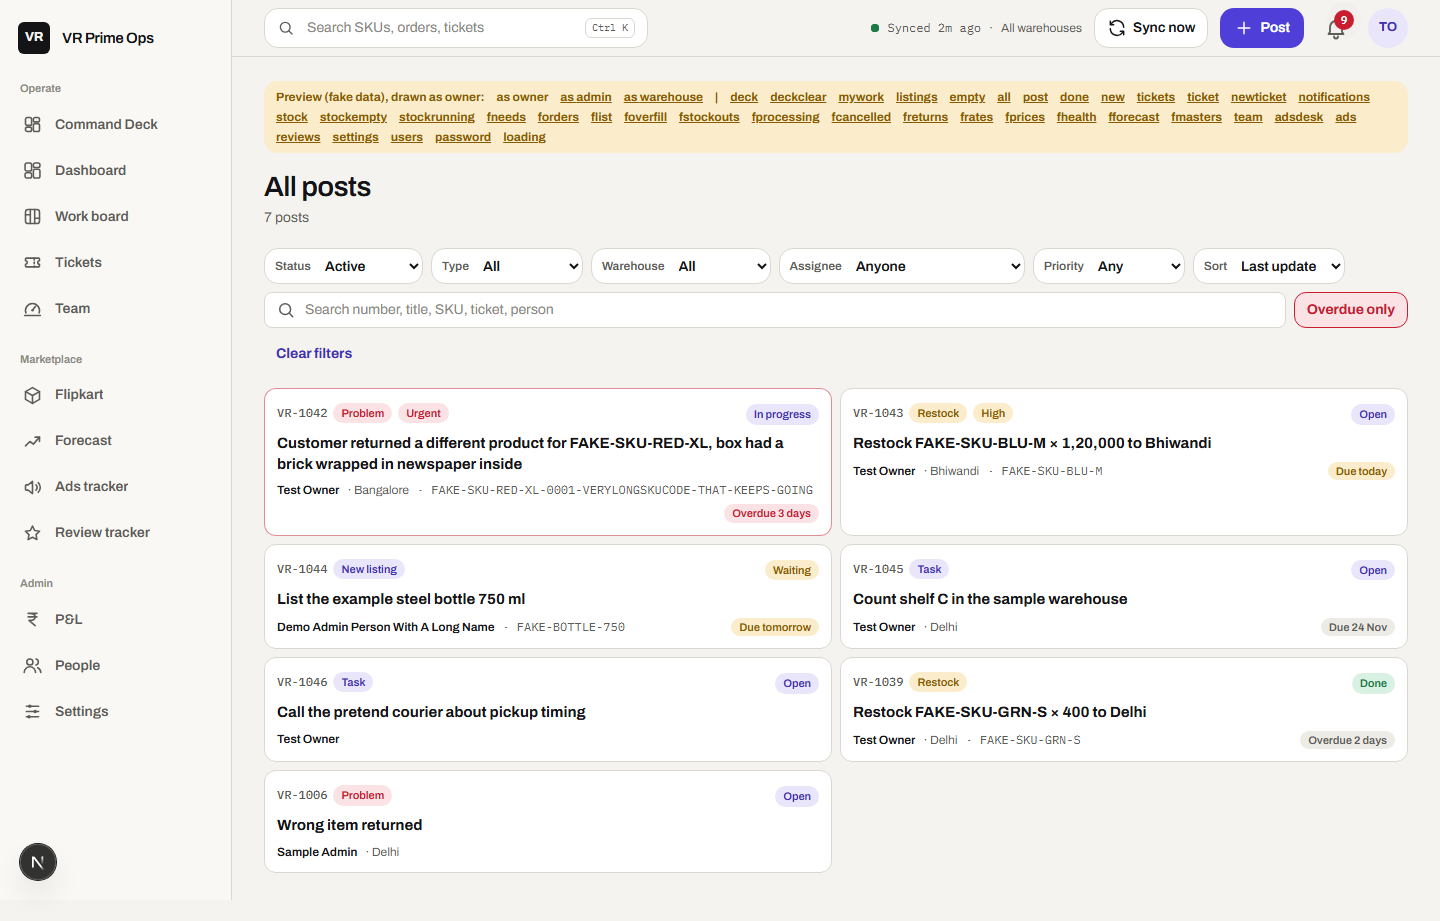 VR
VR Prime Ops
Search SKUs, orders, tickets
Ctrl K
Synced 2m ago · All warehouses
Sync now
Post
9
TO
Operate
Command Deck
Dashboard
Work board
Tickets
Team
Marketplace
Flipkart
Forecast
Ads tracker
Review tracker
Admin
P&L
People
Settings
N
Preview (fake data), drawn as owner: as owner as admin as warehouse | deck deckclear mywork listings empty all post done new tickets ticket newticket notifications
stock stockempty stockrunning fneeds forders flist foverfill fstockouts fprocessing fcancelled freturns frates fprices fhealth fforecast fmasters team adsdesk ads
reviews settings users password loading
All posts
7 posts
Status Active
Type All
Warehouse All
Assignee Anyone
Priority Any
Sort Last update
Search number, title, SKU, ticket, person
Overdue only
Clear filters
VR-1042 Problem Urgent In progress
Customer returned a different product for FAKE-SKU-RED-XL, box had a
brick wrapped in newspaper inside
Test Owner · Bangalore · FAKE-SKU-RED-XL-0001-VERYLONGSKUCODE-THAT-KEEPS-GOING
Overdue 3 days
VR-1043 Restock High Open
Restock FAKE-SKU-BLU-M × 1,20,000 to Bhiwandi
Test Owner · Bhiwandi · FAKE-SKU-BLU-M Due today
VR-1044 New listing Waiting
List the example steel bottle 750 ml
Demo Admin Person With A Long Name · FAKE-BOTTLE-750 Due tomorrow
VR-1045 Task Open
Count shelf C in the sample warehouse
Test Owner · Delhi Due 24 Nov
VR-1046 Task Open
Call the pretend courier about pickup timing
Test Owner
VR-1039 Restock Done
Restock FAKE-SKU-GRN-S × 400 to Delhi
Test Owner · Delhi · FAKE-SKU-GRN-S Overdue 2 days
VR-1006 Problem Open
Wrong item returned
Sample Admin · Delhi